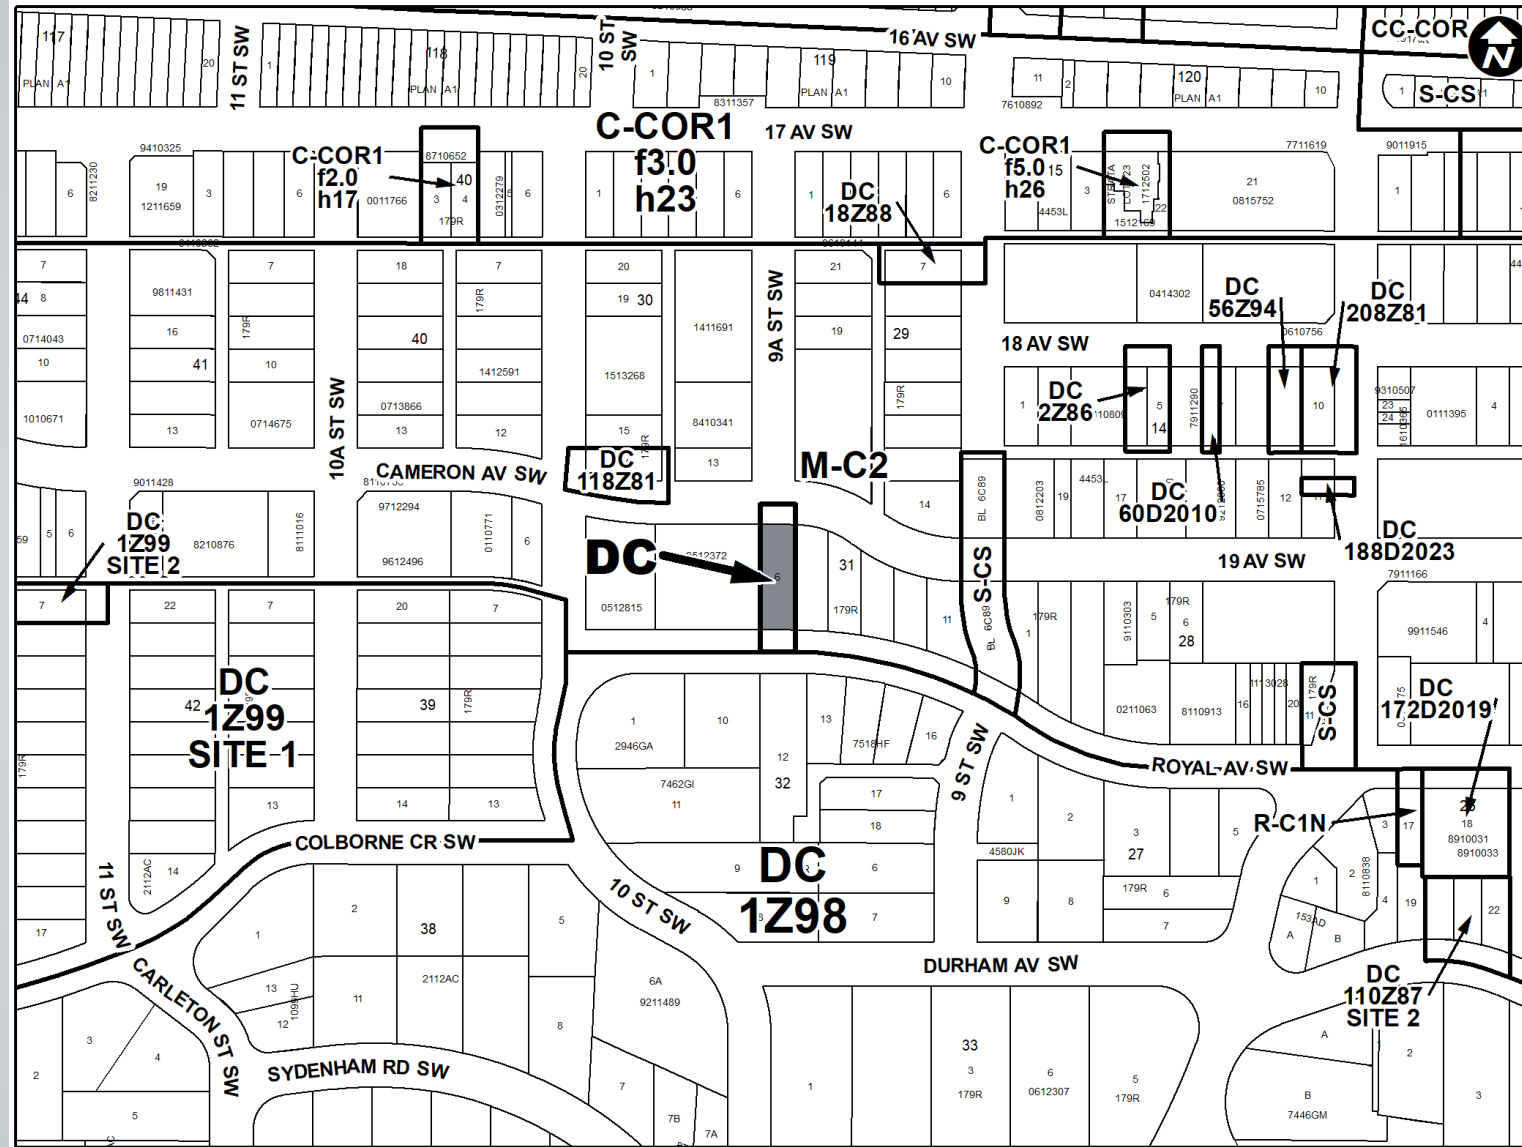 16 AV SW
CC-COR
N
117
20
PLAN A1
11 ST SW
1
118
PLAN A1
20
10 ST
SW
1
8311357
119
PLAN A1
10
11
2
7610892
120
PLAN A1
10
1
S-CS
C-COR1
f3.0
h23
17 AV SW
C-COR1
f2.0
h17
C-COR1
f5.0
h26
9410325
8710652
7711619
9011915
6
8211230
19
1211659
3
6
0011766
3
40
4
179R
0312279
6
1
6
1
6
DC
18Z88
15
3
4453L
1712502
22
1512169
21
0815752
1
7
8
44
0714043
10
1010671
9811431
16
41
13
7
179R
10
0714675
10A ST SW
18
40
0713866
13
7
179R
1412591
12
20
19
30
1513268
15
179R
1411691
8410341
13
9A ST SW
21
19
7
29
179R
14
0414302
DC
56Z94
DC
208Z81
0610756
18 AV SW
1
DC
2Z86
5
14
7911290
10
9310507
23
24
0111395
4
CAMERON AV SW
DC
118Z81
M-C2
9011428
5
6
DC
1Z99
SITE 2
8210876
8111016
9712294
9612496
0110771
6
DC
6
31
179R
11
0512815
BL 6C89
S-CS
BL 6C89
0812203
19
4453L
17
DC
60D2010
0715785
12
DC
188D2023
19 AV SW
7911166
7
22
7
20
7
DC
1Z99
SITE 1
42
39
179R
179R
13
14
13
1
179R
9110303
5
179R
6
28
9911546
4
0211063
8110913
16
20
11
179R
S-CS
DC
172D2019
1
2946GA
10
13
7518HF
16
12
32
7462GI
11
17
18
9
6
8
7
9 ST SW
ROYAL AV SW
R-C1N
COLBORNE CR SW
DC
1Z98
1
2
3
27
5
4580JK
9
8
179R
6
7
3
17
18
8910031
8910033
1
2
8110838
4
19
22
153AD
A
B
11 ST SW
2112AC
14
17
10 ST SW
2
1
38
5
2112AC
13
1099HU
12
11
8
6A
9211489
DURHAM AV SW
DC
110Z87
SITE 2
CARLETON ST SW
SYDENHAM RD SW
3
4
2
5
7
7B
7A
1
33
3
179R
6
0612307
5
179R
A
B
7446GM
2
3